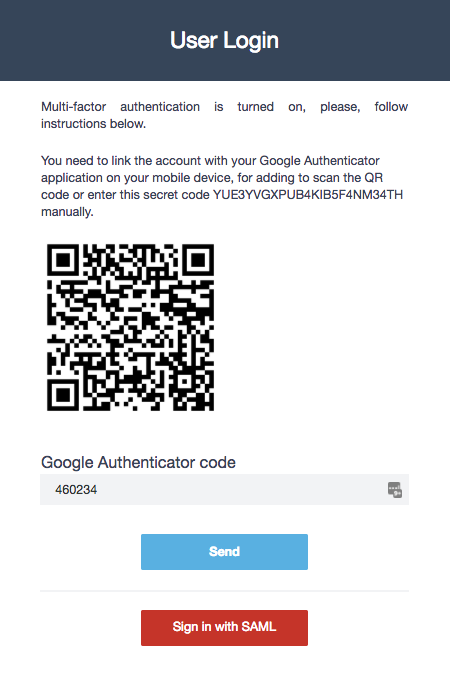 User Login
Multi-factor authentication is turned on, please, follow
instructions below.
You need to link the account with your Google Authenticator
application on your mobile device, for adding to scan the QR
code or enter this secret code YUE3YVGXPUB4KIB5F4NM34TH
manually.
Google Authenticator code
460234
Send
Sign in with SAML